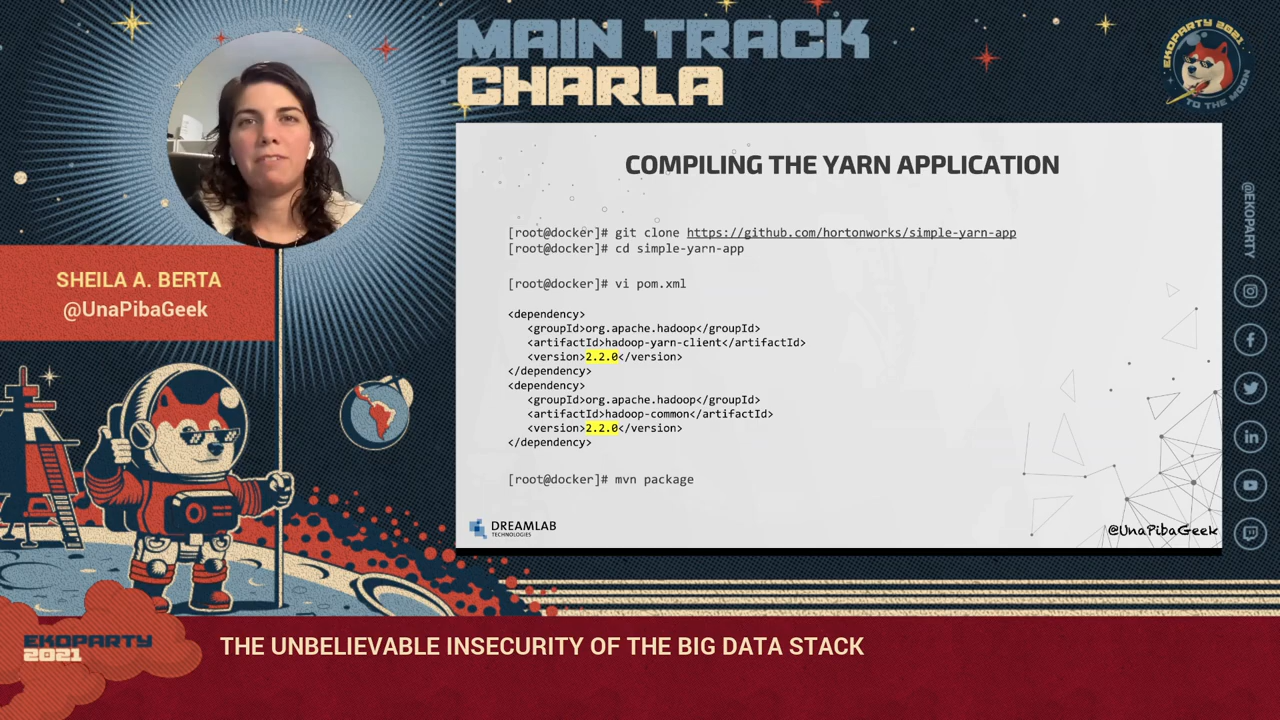 MAIN TRACK
CHARLA
EKOPARTY 2021
TO THE MOON
COMPILING THE YARN APPLICATION
[root@docker]# git clone https://github.com/hortonworks/simple-yarn-app
[root@docker]# cd simple-yarn-app
[root@docker]# vi pom.xml
<dependency>
<groupId>org.apache.hadoop</groupId>
<artifactId>hadoop-yarn-client</artifactId>
<version>2.2.0</version>
</dependency>
<dependency>
<groupId>org.apache.hadoop</groupId>
<artifactId>hadoop-common</artifactId>
<version>2.2.0</version>
</dependency>
[root@docker]# mvn package
DREAMLAB
TECHNOLOGIES
@UnaPibaGeek
@EKOPARTY
SHEILA A. BERTA
@UnaPibaGeek
EKOPARTY
2021
THE UNBELIEVABLE INSECURITY OF THE BIG DATA STACK